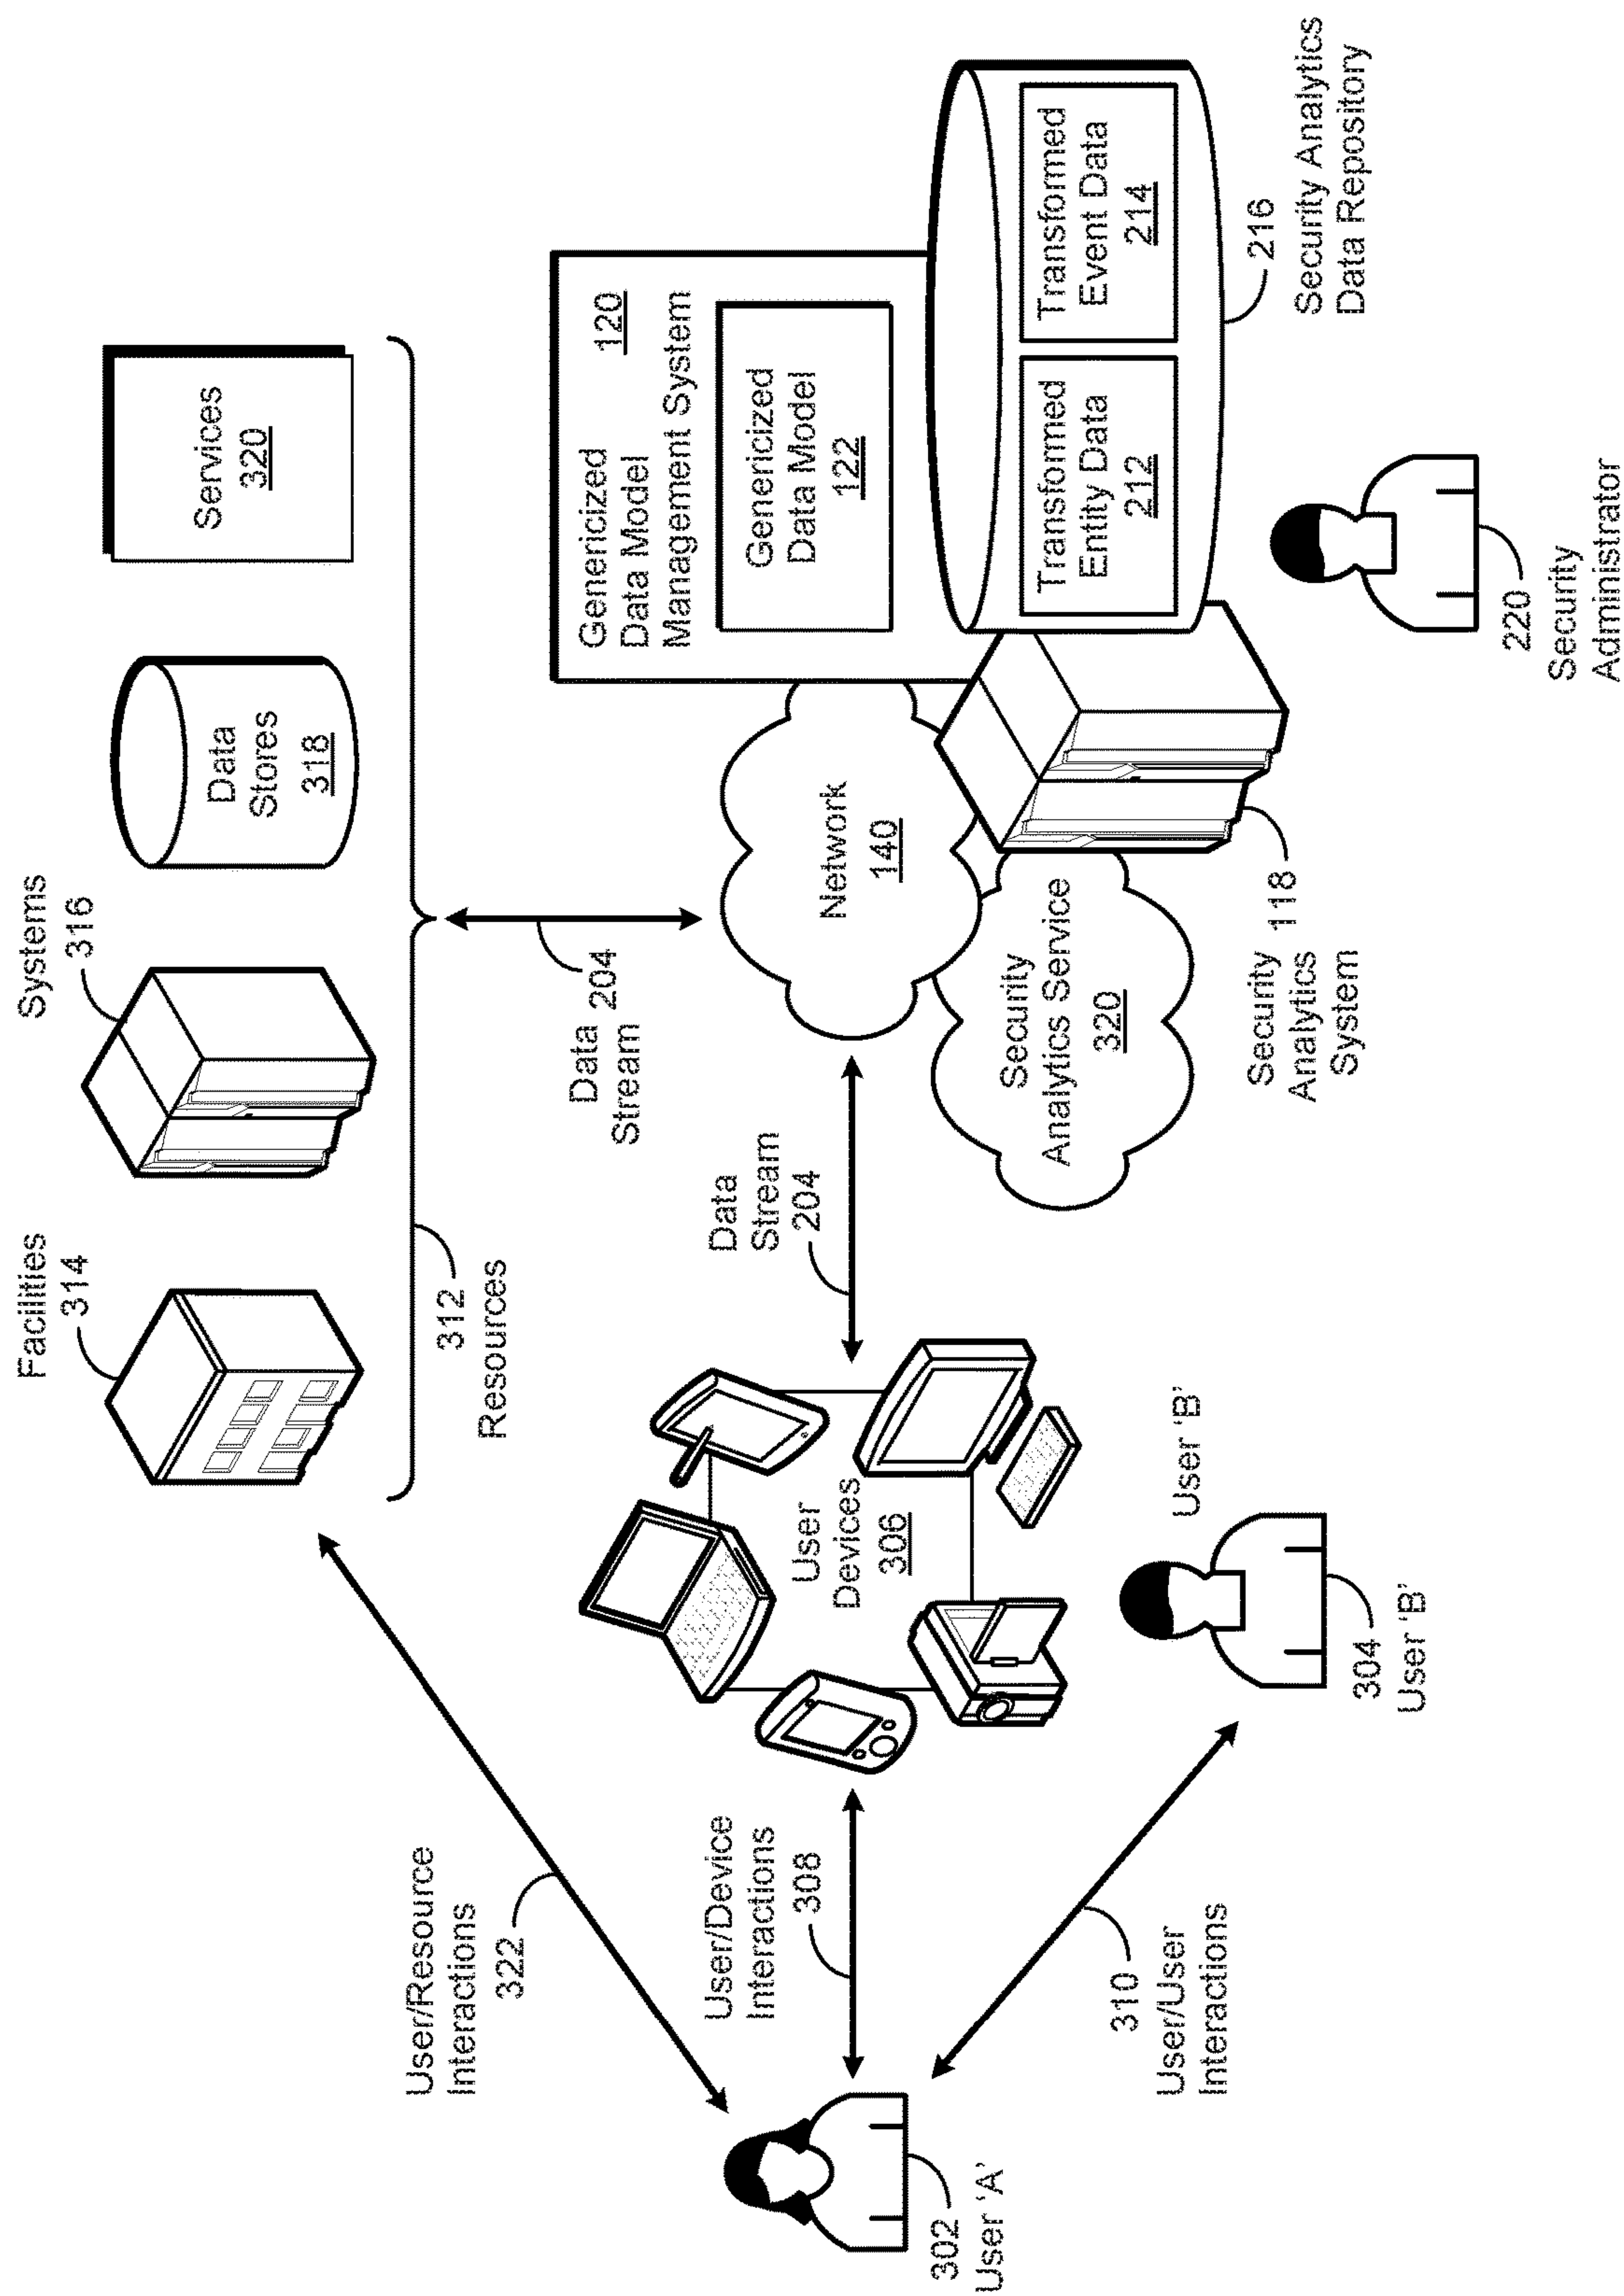 Facilities
314
Systems
316
Data
Stores
318
Services
320
312
Resources
User/Resource
Interactions
322
Data
Stream
204
Genericized
Data Model
Management System
120
Genericized
Data Model
122
User/Device
Interactions
308
User
Devices
306
Data
Stream
204
Network
140
Security
Analytics Service
320
Transformed
Entity Data
212
Transformed
Event Data
214
302
User ‘A’
310
User/User
Interactions
User ‘B’
304
User ‘B’
Security
Analytics
System
118
216
Security Analytics
Data Repository
220
Security
Administrator